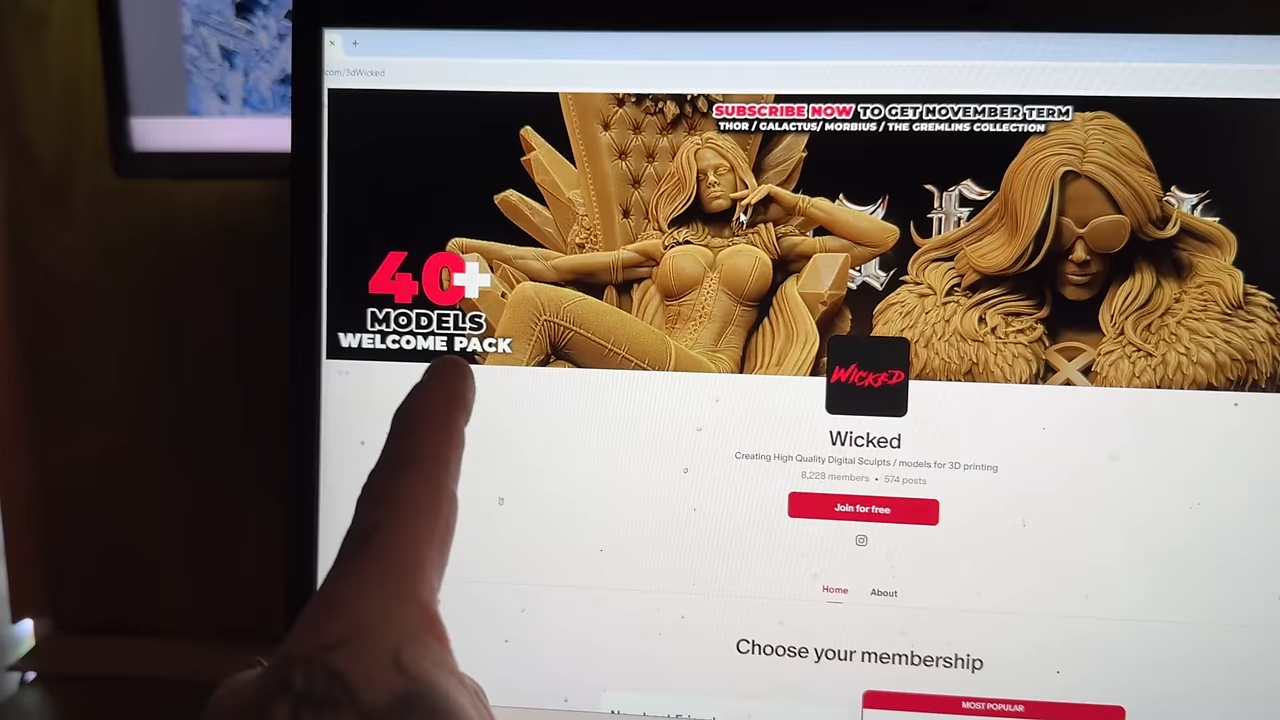 com/3dWicked
SUBSCRIBE NOW TO GET NOVEMBER TERM
THOR / GALACTUS/ MORBIUS / THE GREMLINS COLLECTION
40+
MODELS
WELCOME PACK
WICKED
Wicked
Creating High Quality Digital Sculpts / models for 3D printing
8,228 members • 574 posts
Join for free
Home
About
Choose your membership
MOST POPULAR